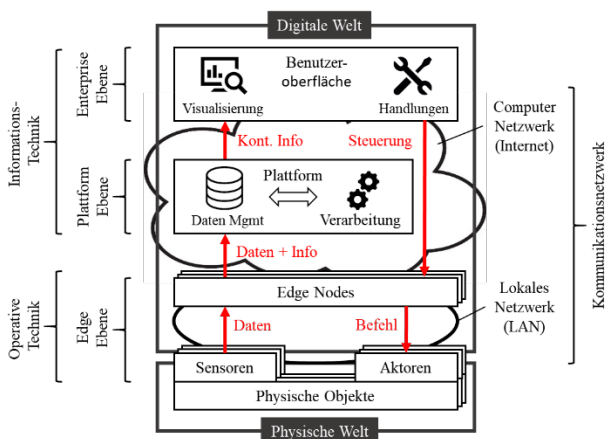 Digitale Welt
Informations-
Technik
Enterprise
Ebene
Benutzer-
oberfläche
Visualisierung
Handlungen
Computer
Netzwerk
(Internet)
Kont. Info
Steuerung
Plattform
Ebene
Plattform
Daten Mgmt
Verarbeitung
Kommunikationsnetzwerk
Daten + Info
Operative
Technik
Edge
Ebene
Edge Nodes
Lokales
Netzwerk
(LAN)
Daten
Befehl
Sensoren
Aktoren
Physische Objekte
Physische Welt